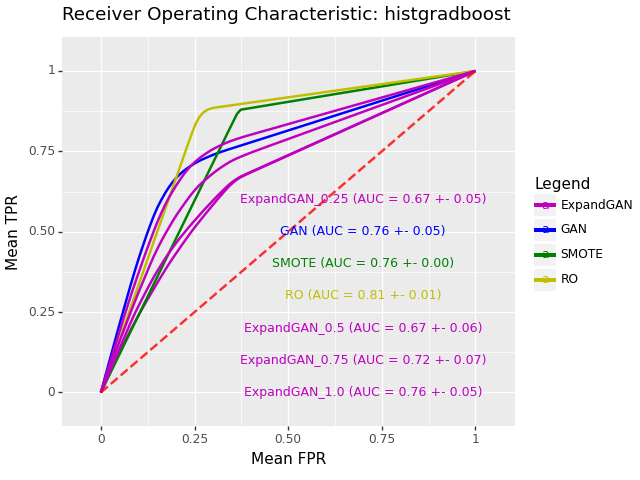 Receiver Operating Characteristic: histgradboost
1
0.75
0.50
0.25
0
Mean TPR
ExpandGAN_0.25 (AUC = 0.67 +- 0.05)
GAN (AUC = 0.76 +- 0.05)
SMOTE (AUC = 0.76 +- 0.00)
RO (AUC = 0.81 +- 0.01)
ExpandGAN_0.5 (AUC = 0.67 +- 0.06)
ExpandGAN_0.75 (AUC = 0.72 +- 0.07)
ExpandGAN_1.0 (AUC = 0.76 +- 0.05)
0 0.25 0.50 0.75 1
Mean FPR
Legend
a ExpandGAN
a GAN
a SMOTE
a RO